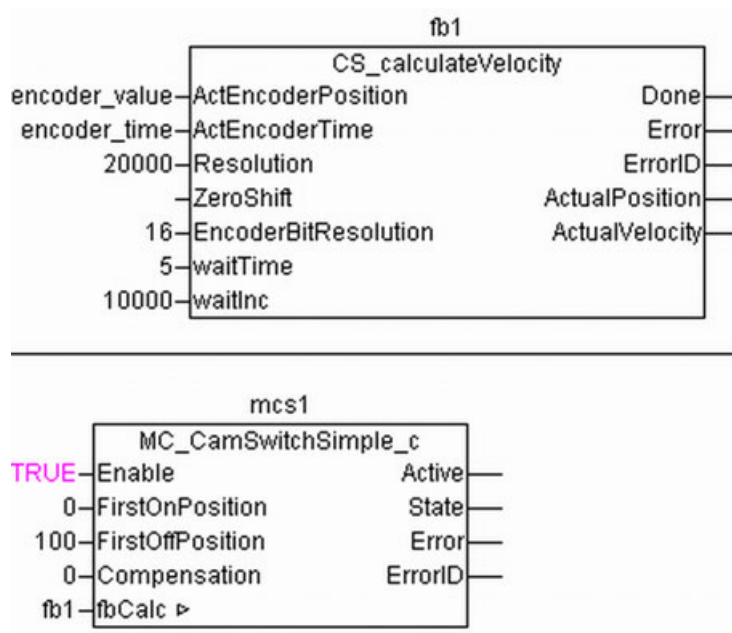 fb1
CS_calculateVelocity
encoder_value ActEncoderPosition Done
encoder_time ActEncoderTime Error
20000 Resolution ErrorID
ZeroShift ActualPosition
16 EncoderBitResolution ActualVelocity
5 waitTime
10000 waitInc
mcs1
MC_CamSwitchSimple_c
TRUE Enable Active
0 FirstOnPosition State
100 FirstOffPosition Error
0 Compensation ErrorID
fb1 fbCalc